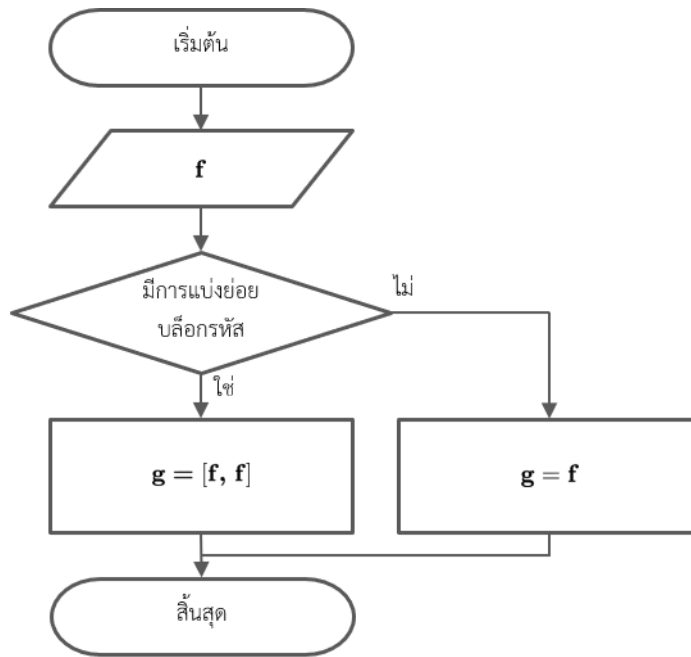 เริ่มต้น
f
มีการแบ่งย่อย
บล็อกรหัส
ไม่
ใช่
g = [f, f]
g = f
สิ้นสุด